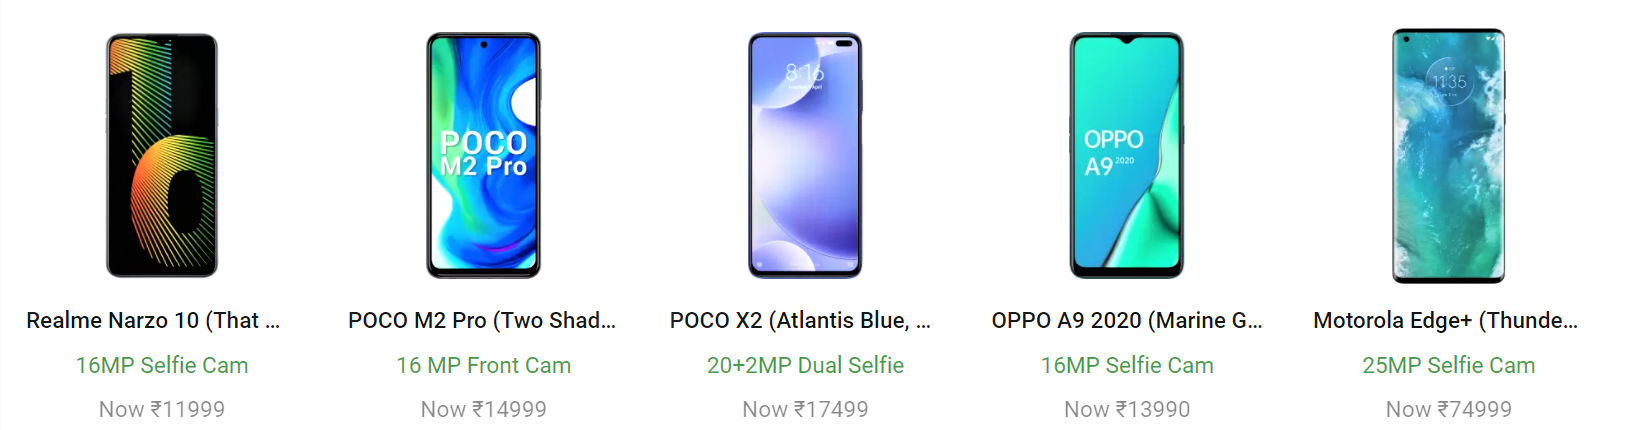 8:16
POCO
M2 Pro
OPPO
A9 2020
11:35
Realme Narzo 10 (That ...
POCO M2 Pro (Two Shad...
POCO X2 (Atlantis Blue, ...
OPPO A9 2020 (Marine G...
Motorola Edge+ (Thunde...
16MP Selfie Cam
16 MP Front Cam
20+2MP Dual Selfie
16MP Selfie Cam
25MP Selfie Cam
Now ₹11999
Now ₹14999
Now ₹17499
Now ₹13990
Now ₹74999